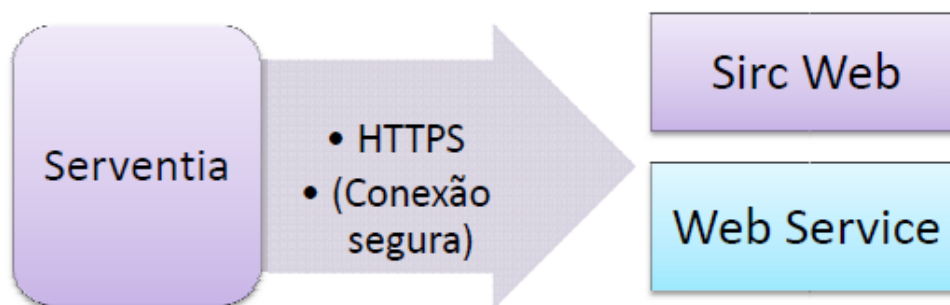 Serventia
• HTTPS
• (Conexão
segura)
Sirc Web
Web Service